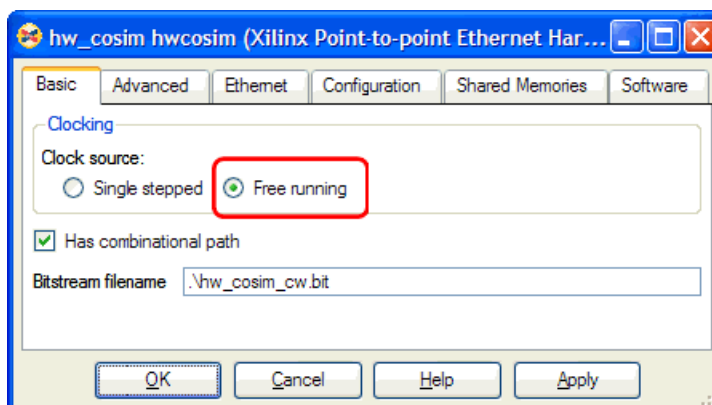 hw_cosim hwcosim (Xilinx Point-to-point Ethernet Har...
Basic Advanced Ethernet Configuration Shared Memories Software
Clocking
Clock source:
Single stepped Free running
Has combinational path
Bitstream filename .\hw_cosim_cw.bit
OK Cancel Help Apply